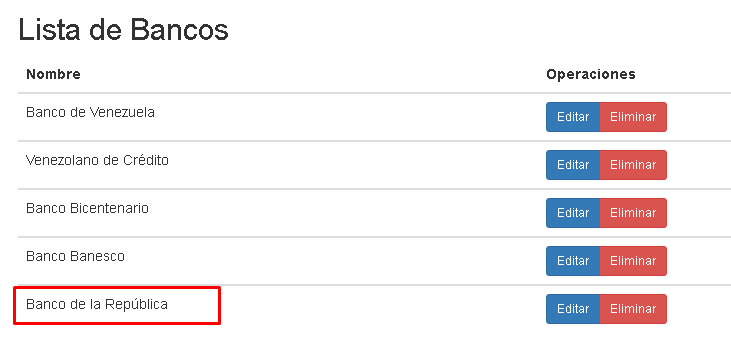 Lista de Bancos
Nombre Operaciones
Banco de Venezuela Editar Eliminar
Venezolano de Crédito Editar Eliminar
Banco Bicentenario Editar Eliminar
Banco Banesco Editar Eliminar
Banco de la República Editar Eliminar